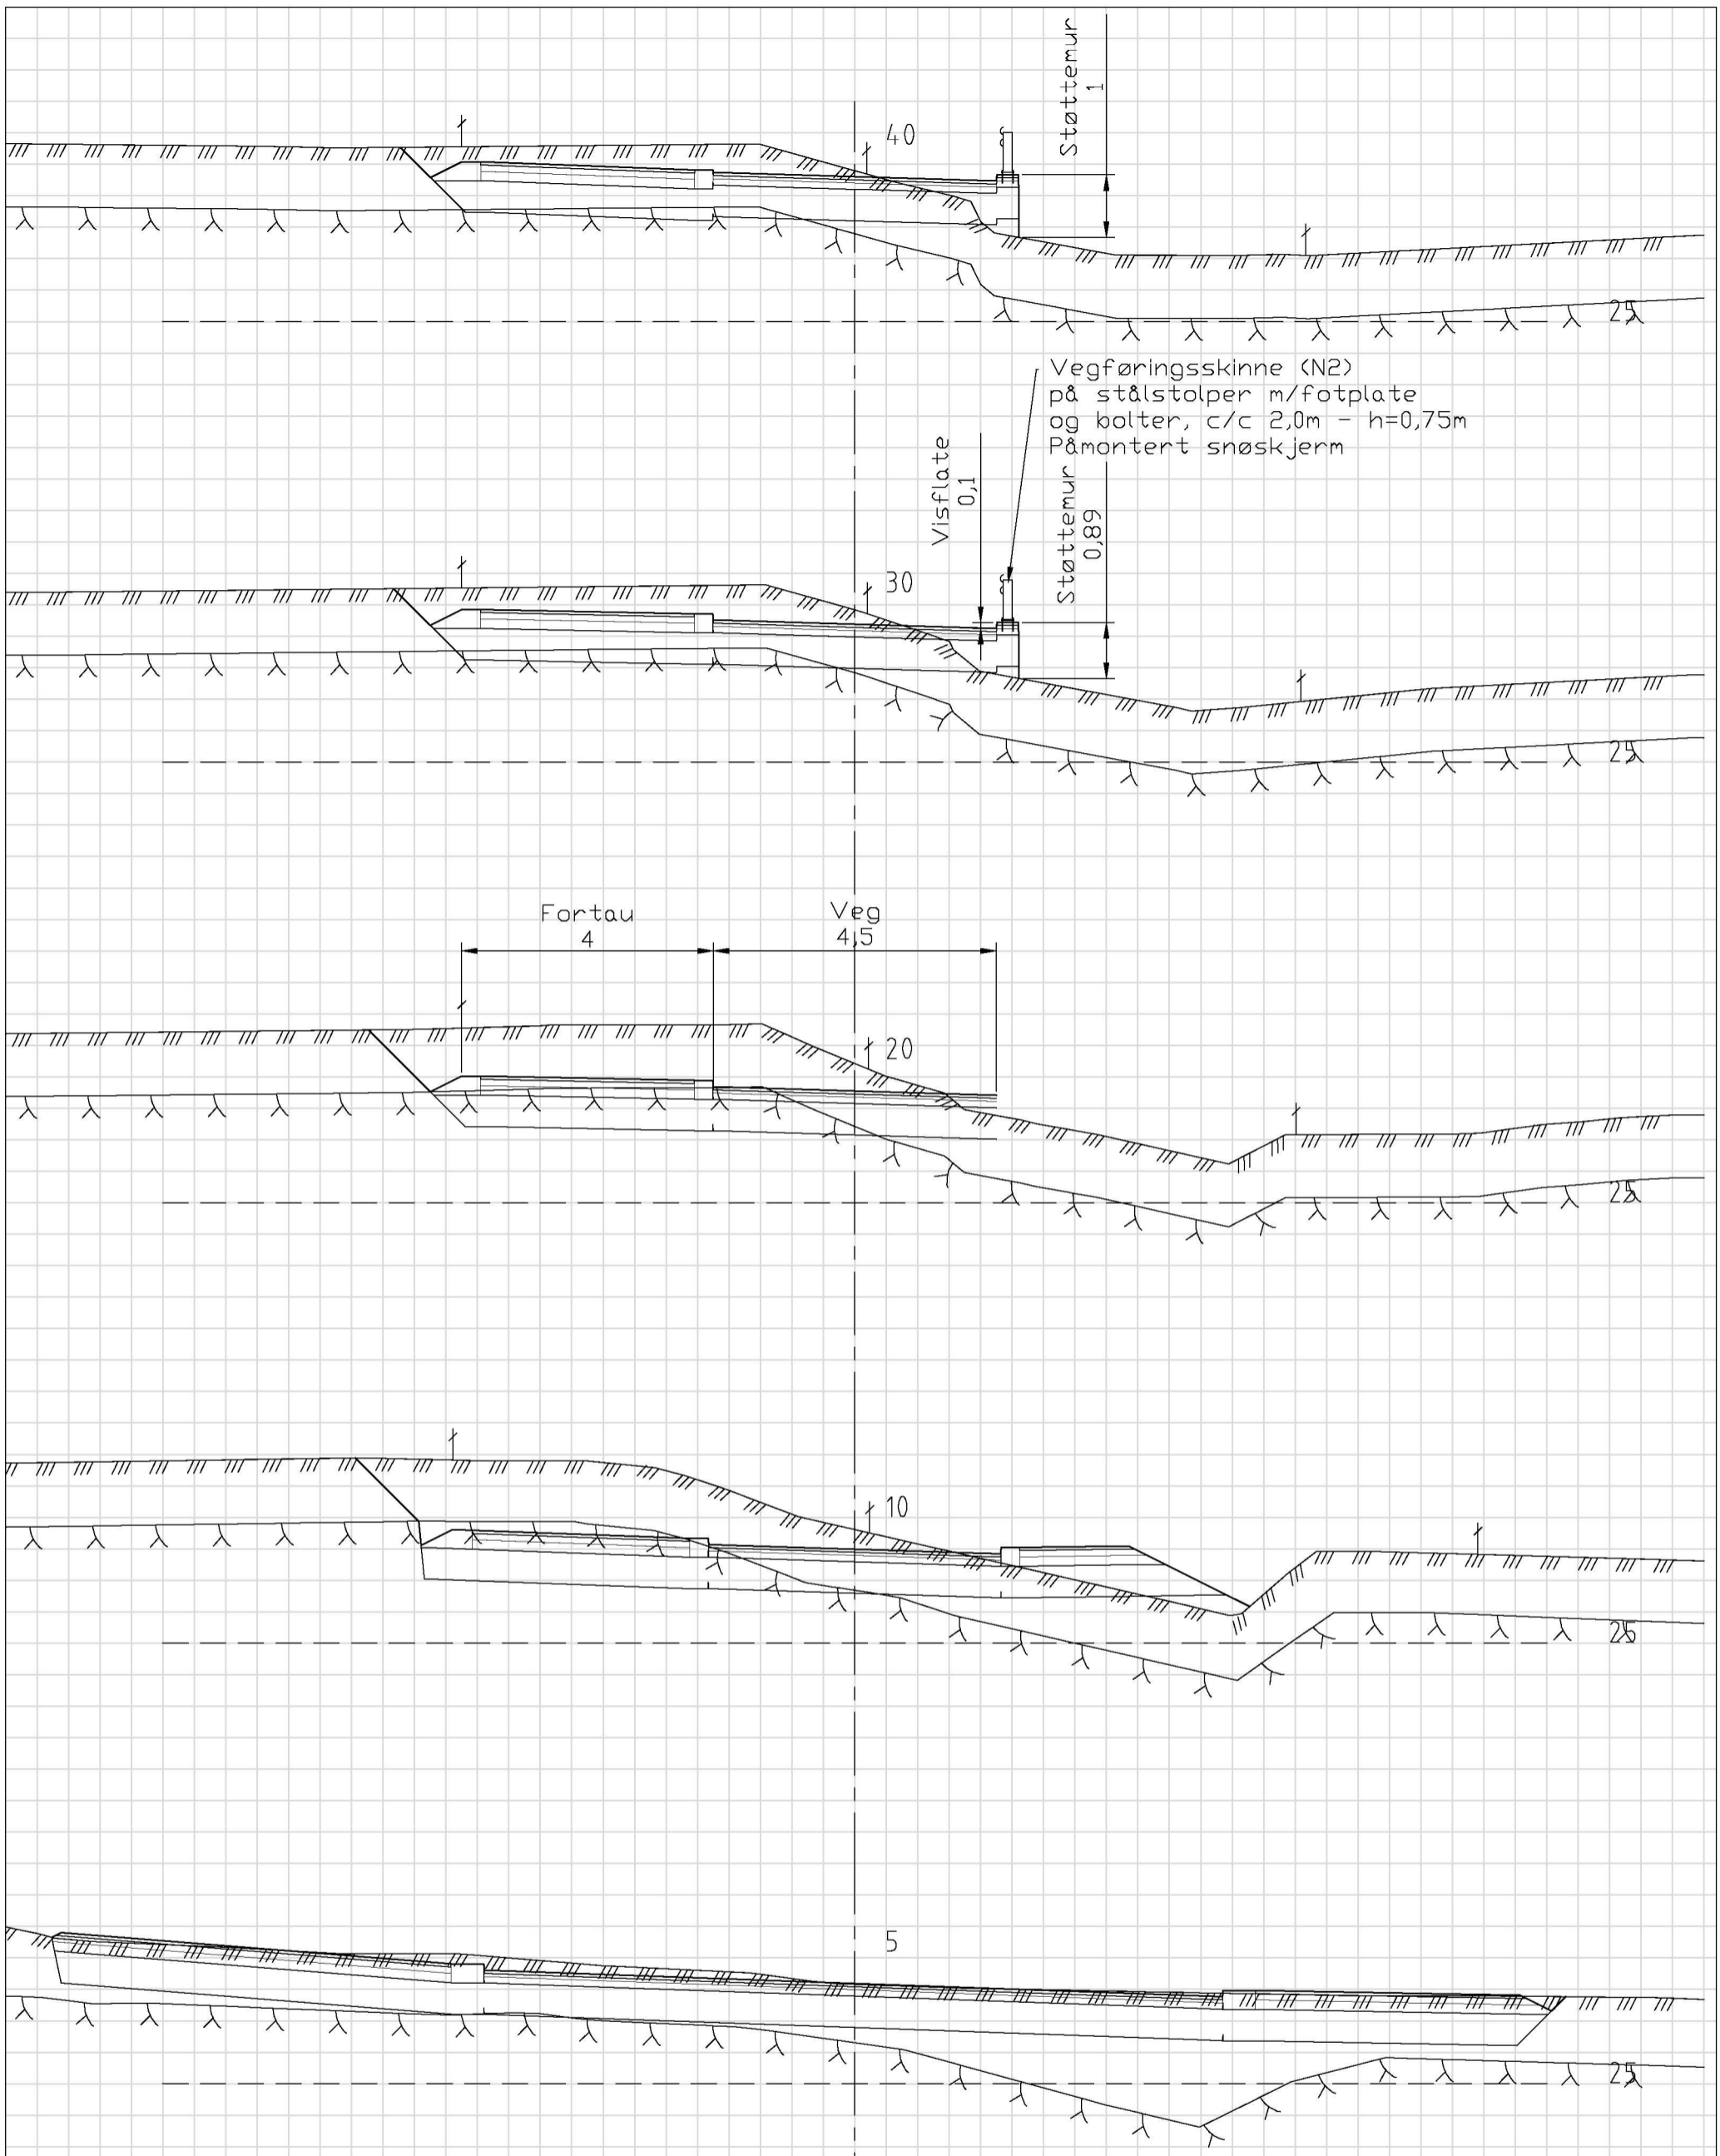 Støttemur
1
40
25
Vegføringsskinne (N2)
på stålstolper m/fotplate
og bolter, c/c 2,0m - h=0,75m
Påmontert snøskjerm
Visflate
0,1
Støttemur
0,89
30
25
Fortau
4
Veg
4,5
20
25
10
25
5
25